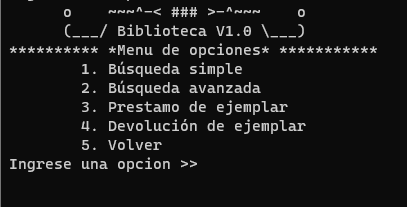 o ~~~^-< ### >-^~~~ o
(___/ Biblioteca V1.0 \___)
********** *Menu de opciones* ***********
1. Búsqueda simple
2. Búsqueda avanzada
3. Prestamo de ejemplar
4. Devolución de ejemplar
5. Volver
Ingrese una opcion >>